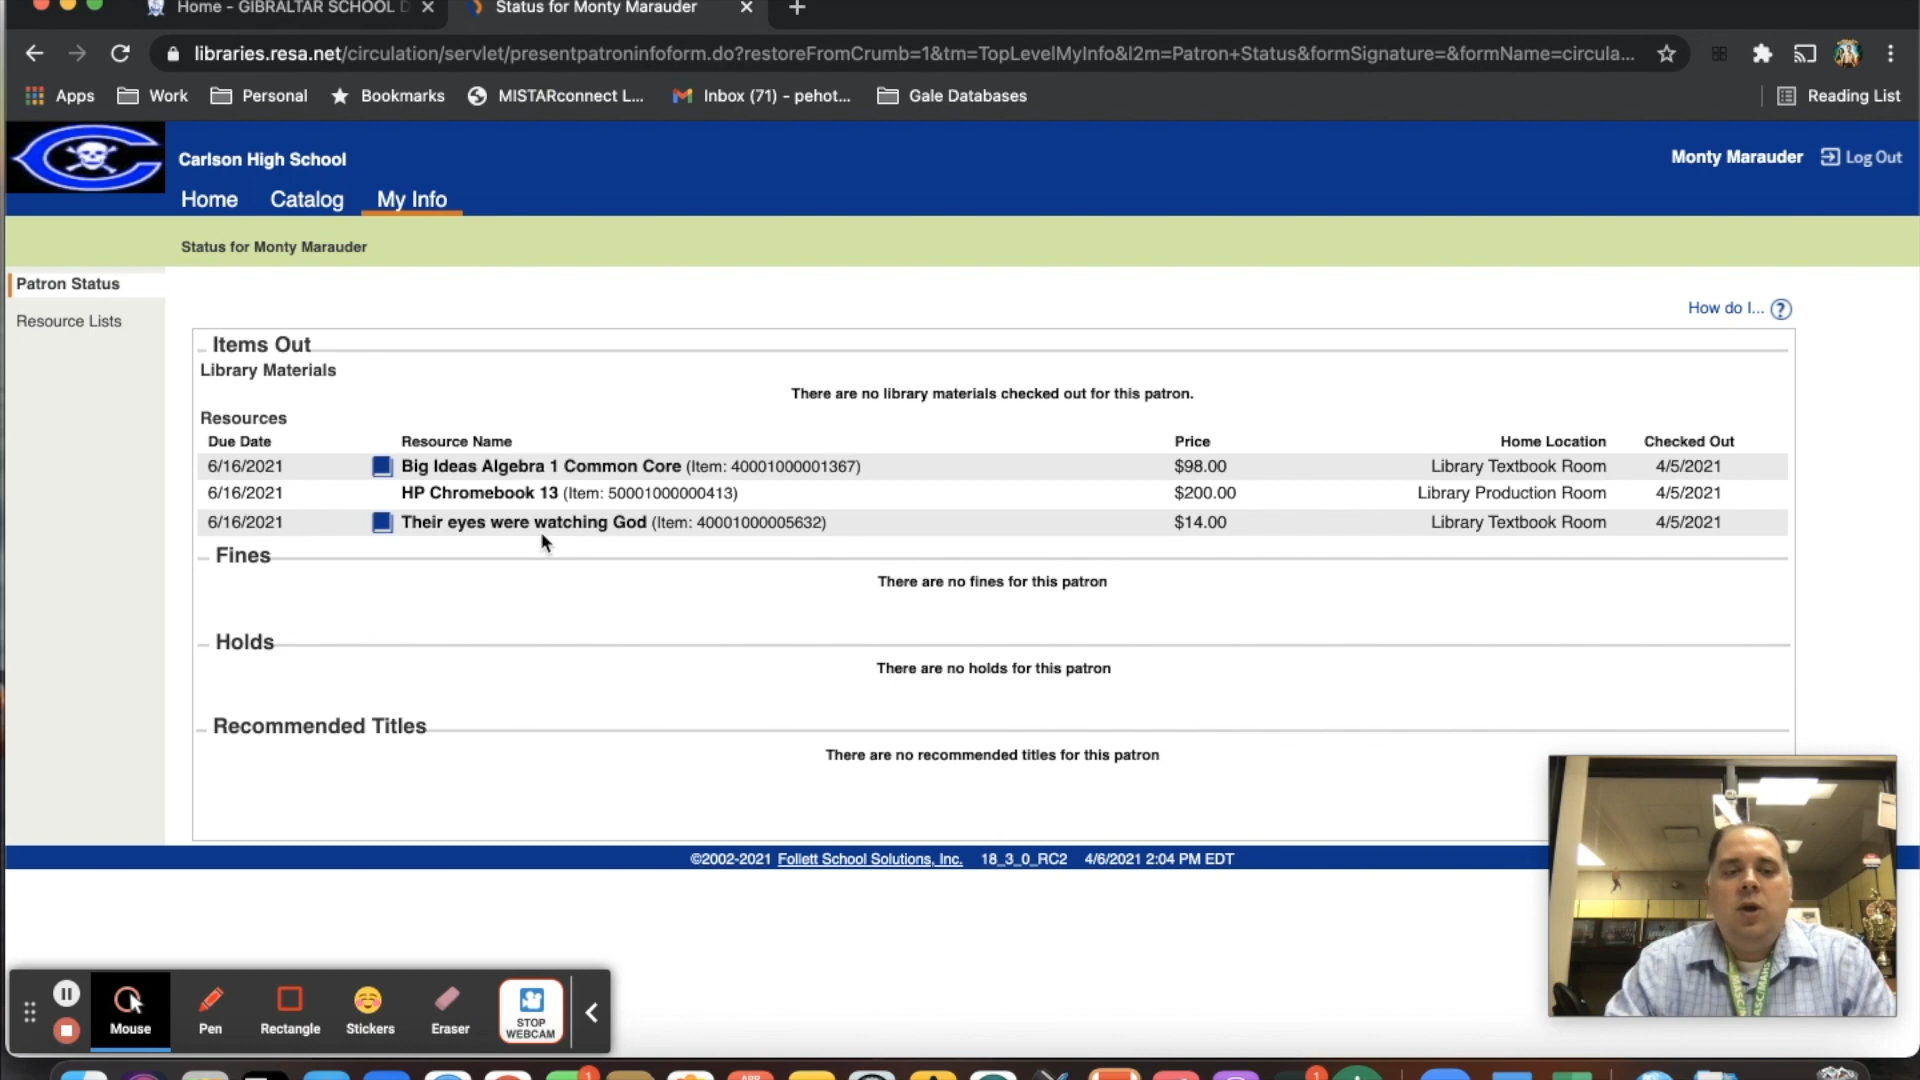 Home - GIBRALTAR SCHOOL D
Status for Monty Marauder
libraries.resa.net/circulation/servlet/presentpatroninfoform.do?restoreFromCrumb=1&tm=TopLevelMyInfo&l2m=Patron+Status&formSignature=&formName=circula...
Apps Work Personal Bookmarks MISTARconnect L... Inbox (71) - pehot... Gale Databases Reading List
Carlson High School
Monty Marauder Log Out
Home Catalog My Info
Status for Monty Marauder
Patron Status
Resource Lists
How do I... ?
Items Out
Library Materials
There are no library materials checked out for this patron.
Resources
Due Date Resource Name Price Home Location Checked Out
6/16/2021 Big Ideas Algebra 1 Common Core (Item: 40001000001367) $98.00 Library Textbook Room 4/5/2021
6/16/2021 HP Chromebook 13 (Item: 50001000000413) $200.00 Library Production Room 4/5/2021
6/16/2021 Their eyes were watching God (Item: 40001000005632) $14.00 Library Textbook Room 4/5/2021
Fines
There are no fines for this patron
Holds
There are no holds for this patron
Recommended Titles
There are no recommended titles for this patron
©2002-2021 Follett School Solutions, Inc. 18_3_0_RC2 4/6/2021 2:04 PM EDT
Mouse Pen Rectangle Stickers Eraser STOP WEBCAM